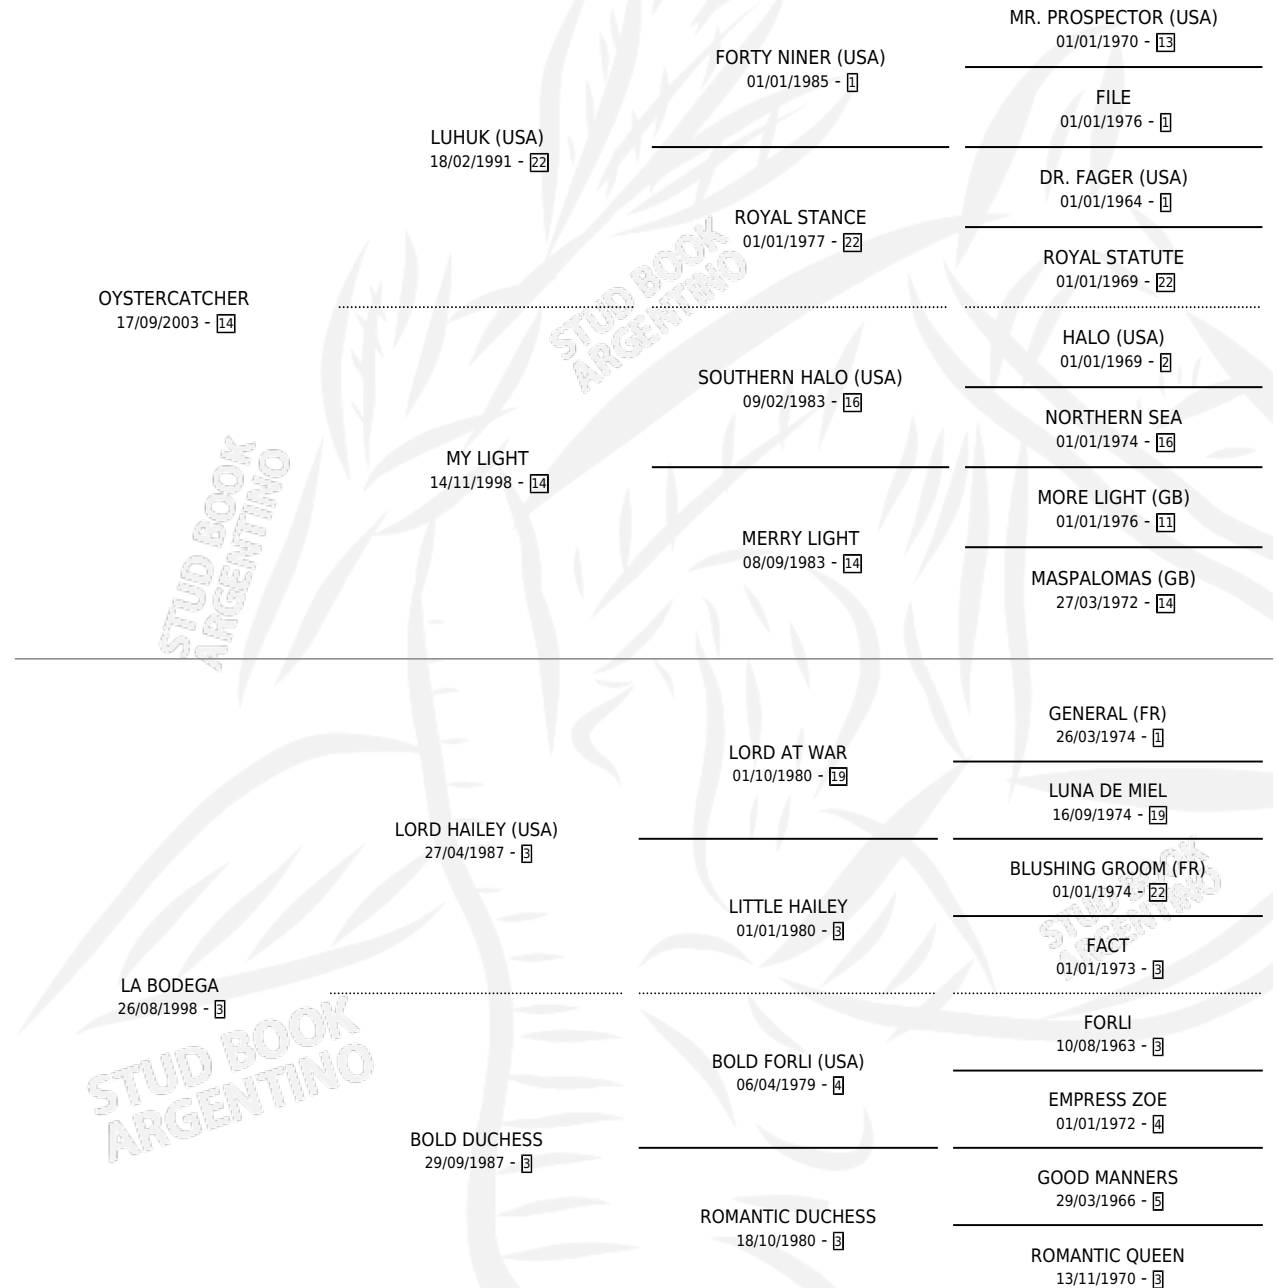 MR. PROSPECTOR (USA)
01/01/1970 - 13
FORTY NINER (USA)
01/01/1985 - 1
FILE
01/01/1976 - 1
LUHUK (USA)
18/02/1991 - 22
DR. FAGER (USA)
01/01/1964 - 1
ROYAL STANCE
01/01/1977 - 22
ROYAL STATUTE
01/01/1969 - 22
OYSTERCATCHER
17/09/2003 - 14
HALO (USA)
01/01/1969 - 2
SOUTHERN HALO (USA)
09/02/1983 - 16
NORTHERN SEA
01/01/1974 - 16
MY LIGHT
14/11/1998 - 14
MORE LIGHT (GB)
01/01/1976 - 11
MERRY LIGHT
08/09/1983 - 14
MASPALOMAS (GB)
27/03/1972 - 14
STUD BOOK
ARGENTINO
STUD BOOK
ARGENTINO
GENERAL (FR)
26/03/1974 - 1
LORD AT WAR
01/10/1980 - 19
LUNA DE MIEL
16/09/1974 - 19
LORD HAILEY (USA)
27/04/1987 - 3
BLUSHING GROOM (FR)
01/01/1974 - 22
LITTLE HAILEY
01/01/1980 - 3
FACT
01/01/1973 - 3
STUD BOOK
ARGENTINO
LA BODEGA
26/08/1998 - 3
FORLI
10/08/1963 - 3
BOLD FORLI (USA)
06/04/1979 - 4
EMPRESS ZOE
01/01/1972 - 4
STUD BOOK
ARGENTINO
BOLD DUCHESS
29/09/1987 - 3
GOOD MANNERS
29/03/1966 - 5
ROMANTIC DUCHESS
18/10/1980 - 3
ROMANTIC QUEEN
13/11/1970 - 3